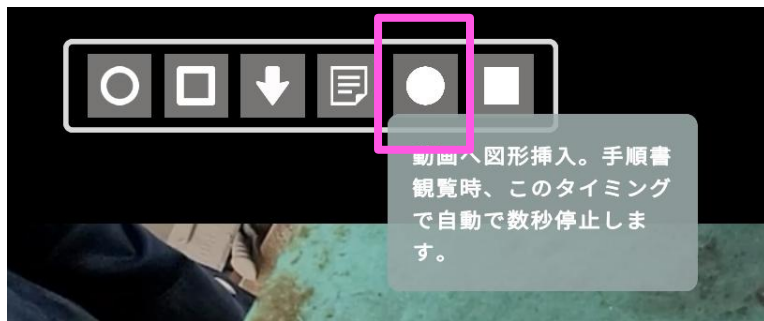 動画へ図形挿入。手順書
観覧時、このタイミング
で自動で数秒停止しま
す。